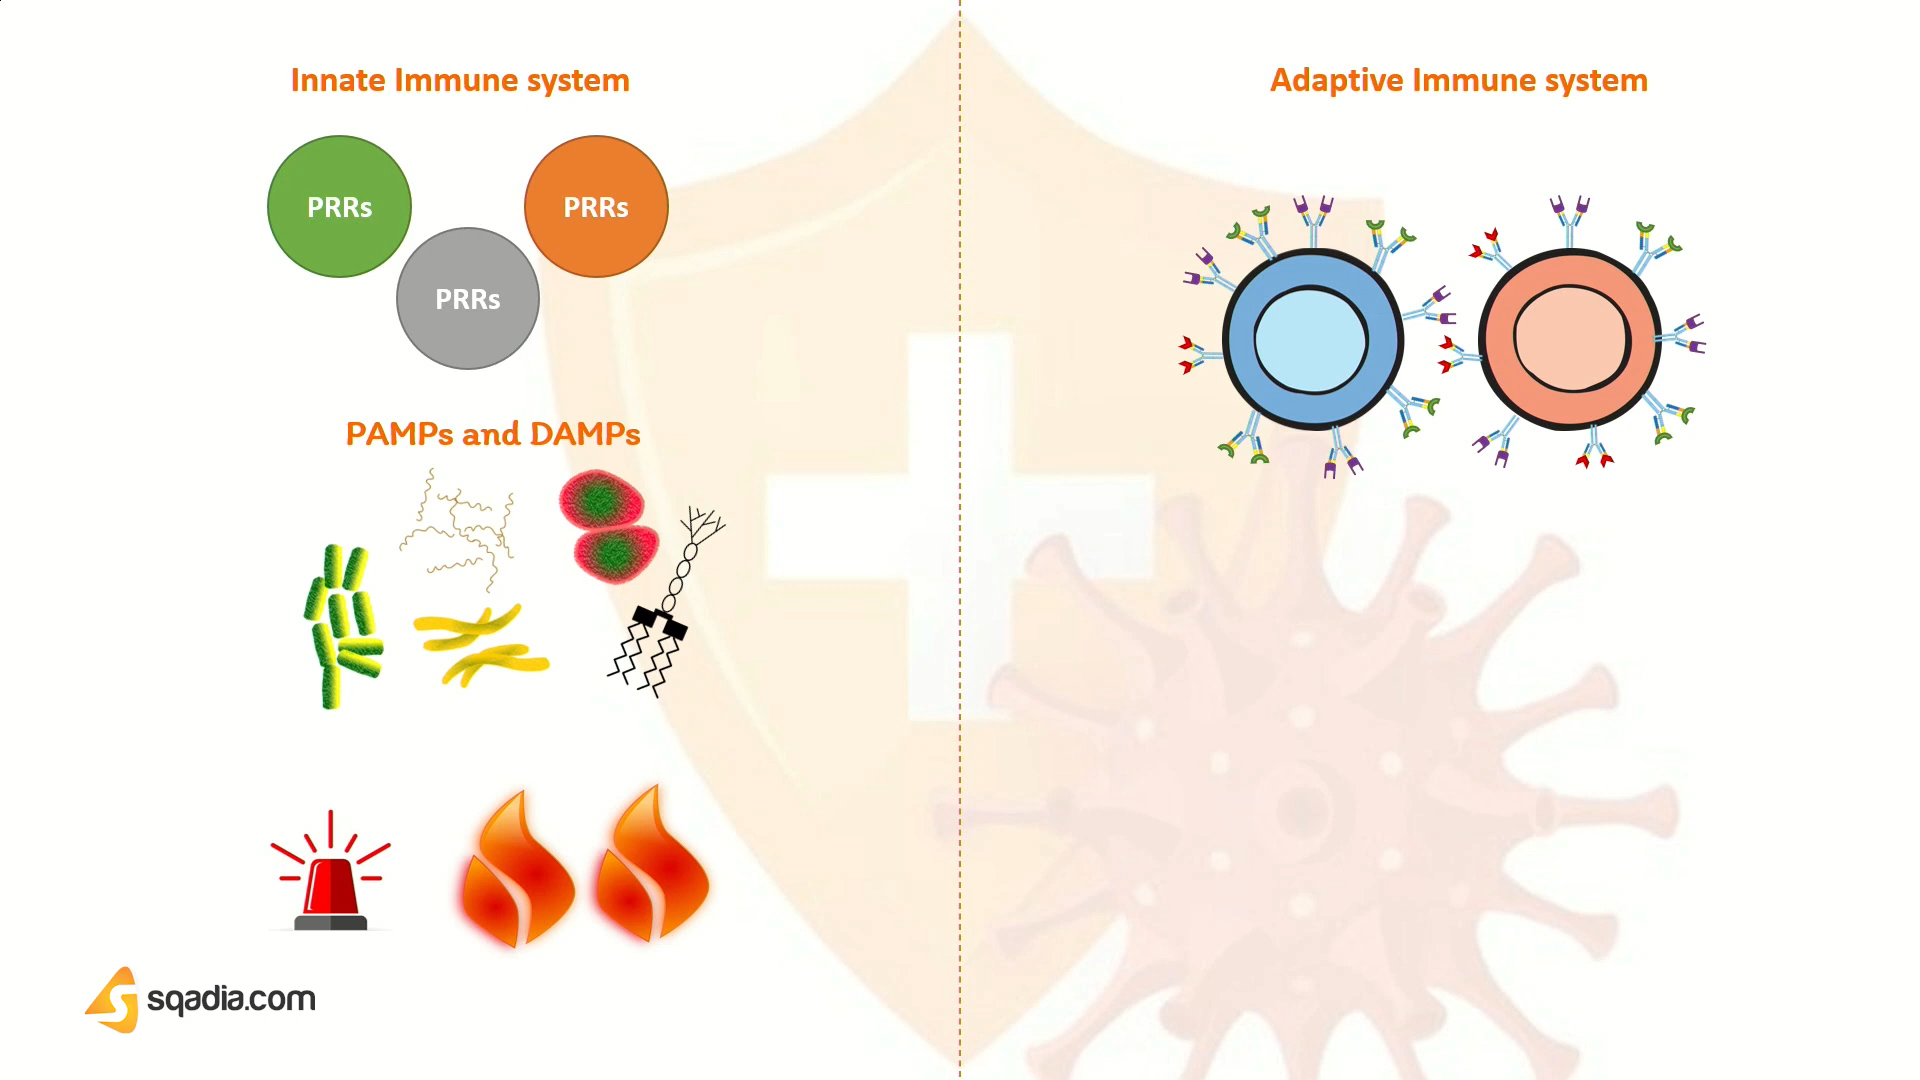 Innate Immune system
PRRs
PRRs
PRRs
PAMPs and DAMPs
sqadia.com
Adaptive Immune system